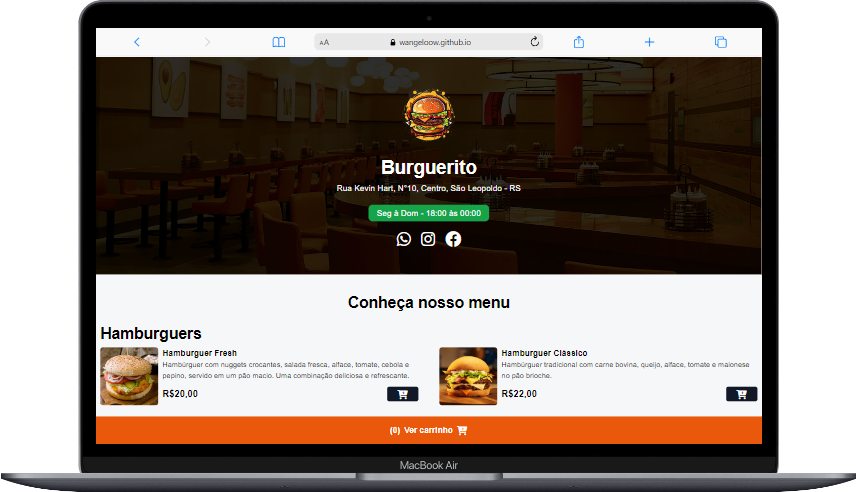 AA wangeloow.github.io
Burguerito
Rua Kevin Hart, N°10, Centro, São Leopoldo - RS
Seg à Dom - 18:00 às 00:00
Conheça nosso menu
Hamburguers
Hamburguer Fresh
Hambúrguer com nuggets crocantes, salada fresca, alface, tomate, cebola e
pepino, servido em um pão macio. Uma combinação deliciosa e refrescante.
R$20,00
Hamburguer Clássico
Hambúrguer tradicional com carne bovina, queijo, alface, tomate e maionese
no pão brioche.
R$22,00
(0) Ver carrinho
MacBook Air